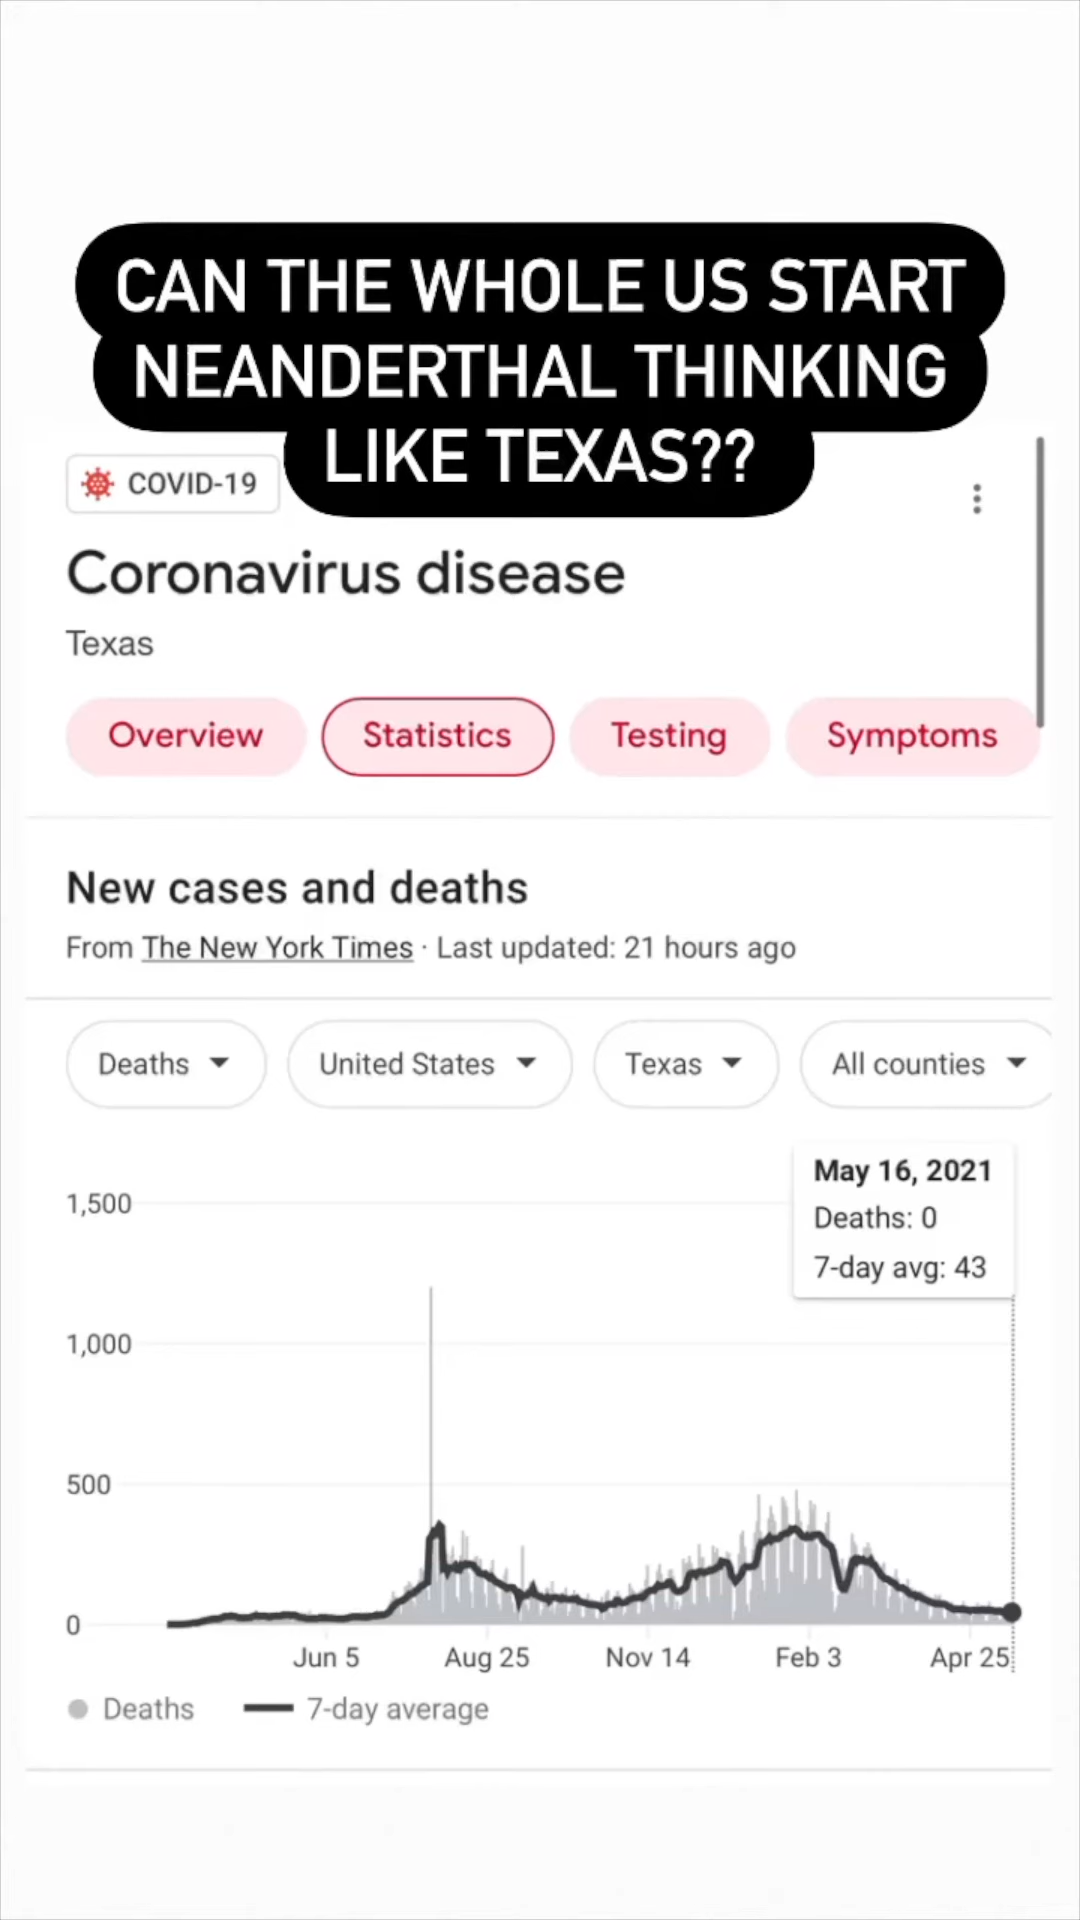 CAN THE WHOLE US START
NEANDERTHAL THINKING
LIKE TEXAS??
COVID-19
Coronavirus disease
Texas
Overview Statistics Testing Symptoms
New cases and deaths
From The New York Times · Last updated: 21 hours ago
Deaths United States Texas All counties
May 16, 2021
Deaths: 0
7-day avg: 43
1,500
1,000
500
0
Jun 5 Aug 25 Nov 14 Feb 3 Apr 25
Deaths 7-day average